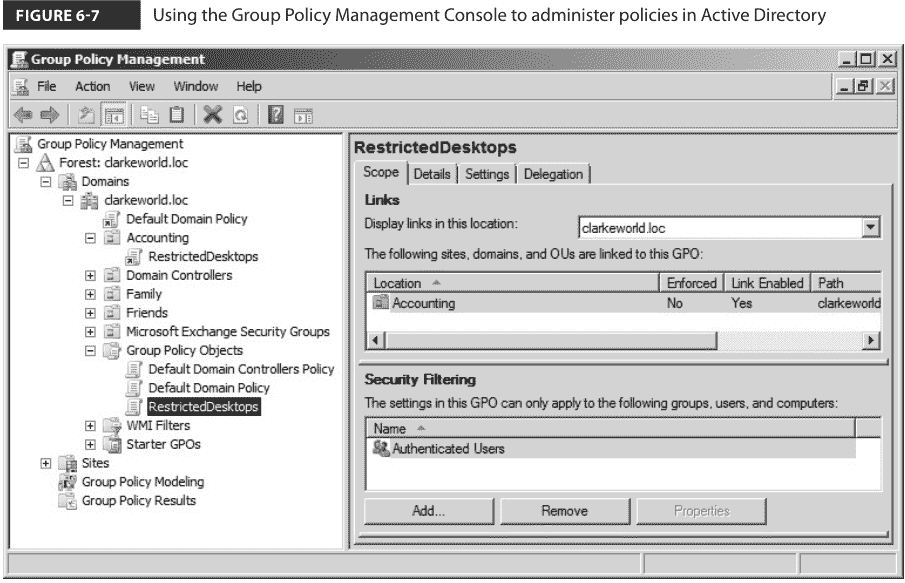 FIGURE 6-7 Using the Group Policy Management Console to administer policies in Active Directory
Group Policy Management
File Action View Window Help
Group Policy Management
Forest: clarkeworld.loc
Domains
clarkeworld.loc
Default Domain Policy
Accounting
RestrictedDesktops
Domain Controllers
Family
Friends
Microsoft Exchange Security Groups
Group Policy Objects
Default Domain Controllers Policy
Default Domain Policy
RestrictedDesktops
WMI Filters
Starter GPOs
Sites
Group Policy Modeling
Group Policy Results
RestrictedDesktops
Scope Details Settings Delegation
Links
Display links in this location: clarkeworld.loc
The following sites, domains, and OUs are linked to this GPO:
Location Enforced Link Enabled Path
Accounting No Yes clarkeworld
Security Filtering
The settings in this GPO can only apply to the following groups, users, and computers:
Name
Authenticated Users
Add... Remove Properties